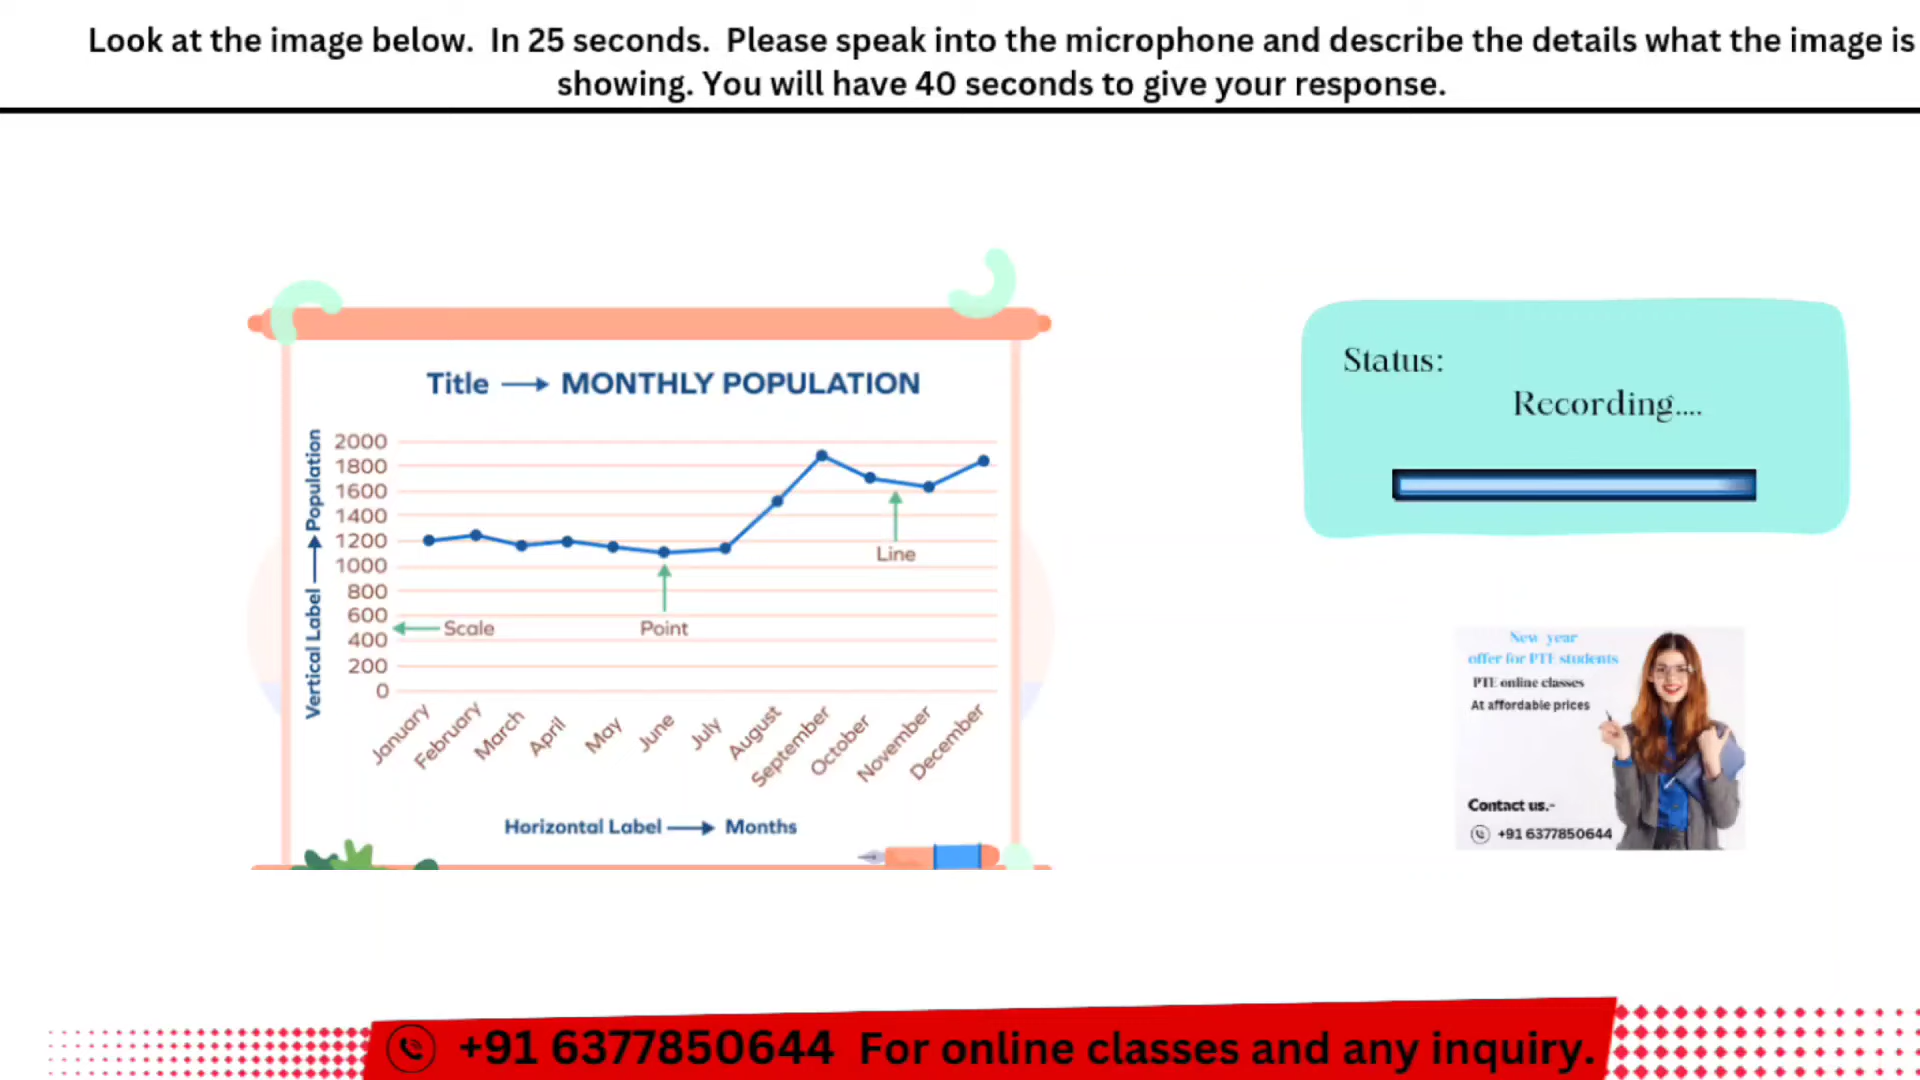 Look at the image below. In 25 seconds. Please speak into the microphone and describe the details what the image is
showing. You will have 40 seconds to give your response.
Title → MONTHLY POPULATION
Vertical Label → Population
2000
1800
1600
1400
1200
1000
800
600
400
200
0
Scale
Point
Line
January
February
March
April
May
June
July
August
September
October
November
December
Horizontal Label → Months
Status:
Recording....
New year
offer for PTE students
PTE online classes
At affordable prices
Contact us.-
+91 6377850644
+91 6377850644 For online classes and any inquiry.